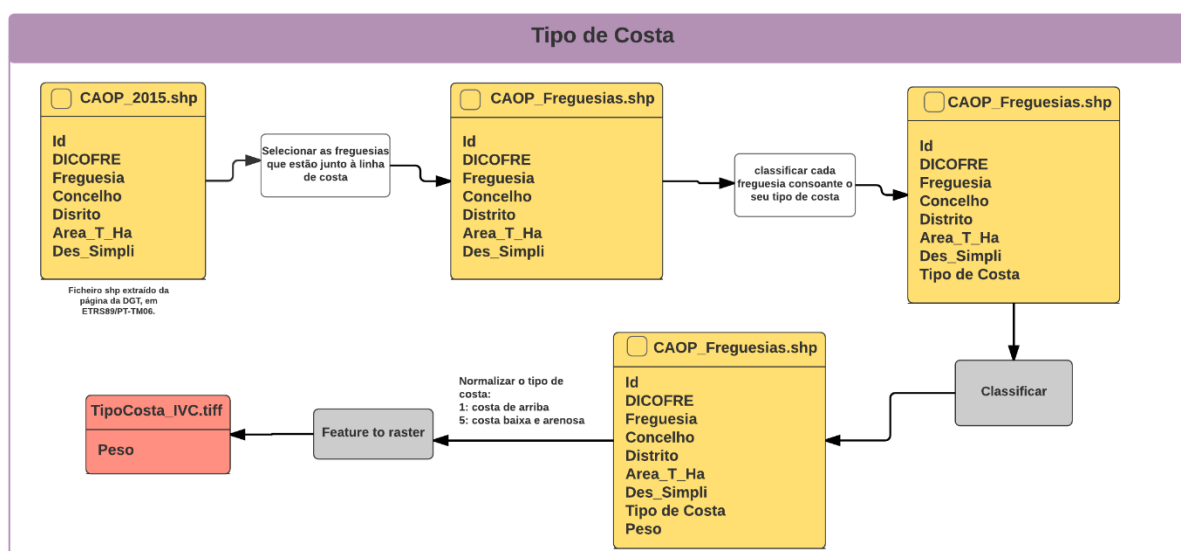 Tipo de Costa
CAOP_2015.shp
Id
DICOFRE
Freguesia
Concelho
Disrito
Area_T_Ha
Des_Simpli
Ficheiro shp extraído da
página da DGT, em
ETRS89/PT-TM06.
Selecionar as freguesias
que estão junto à linha
de costa
CAOP_Freguesias.shp
Id
DICOFRE
Freguesia
Concelho
Distrito
Area_T_Ha
Des_Simpli
classificar cada
freguesia consoante o
seu tipo de costa
CAOP_Freguesias.shp
Id
DICOFRE
Freguesia
Concelho
Distrito
Area_T_Ha
Des_Simpli
Tipo de Costa
Classificar
CAOP_Freguesias.shp
Id
DICOFRE
Freguesia
Concelho
Distrito
Area_T_Ha
Des_Simpli
Tipo de Costa
Peso
Normalizar o tipo de
costa:
1: costa de arriba
5: costa baixa e arenosa
Feature to raster
TipoCosta_IVC.tiff
Peso